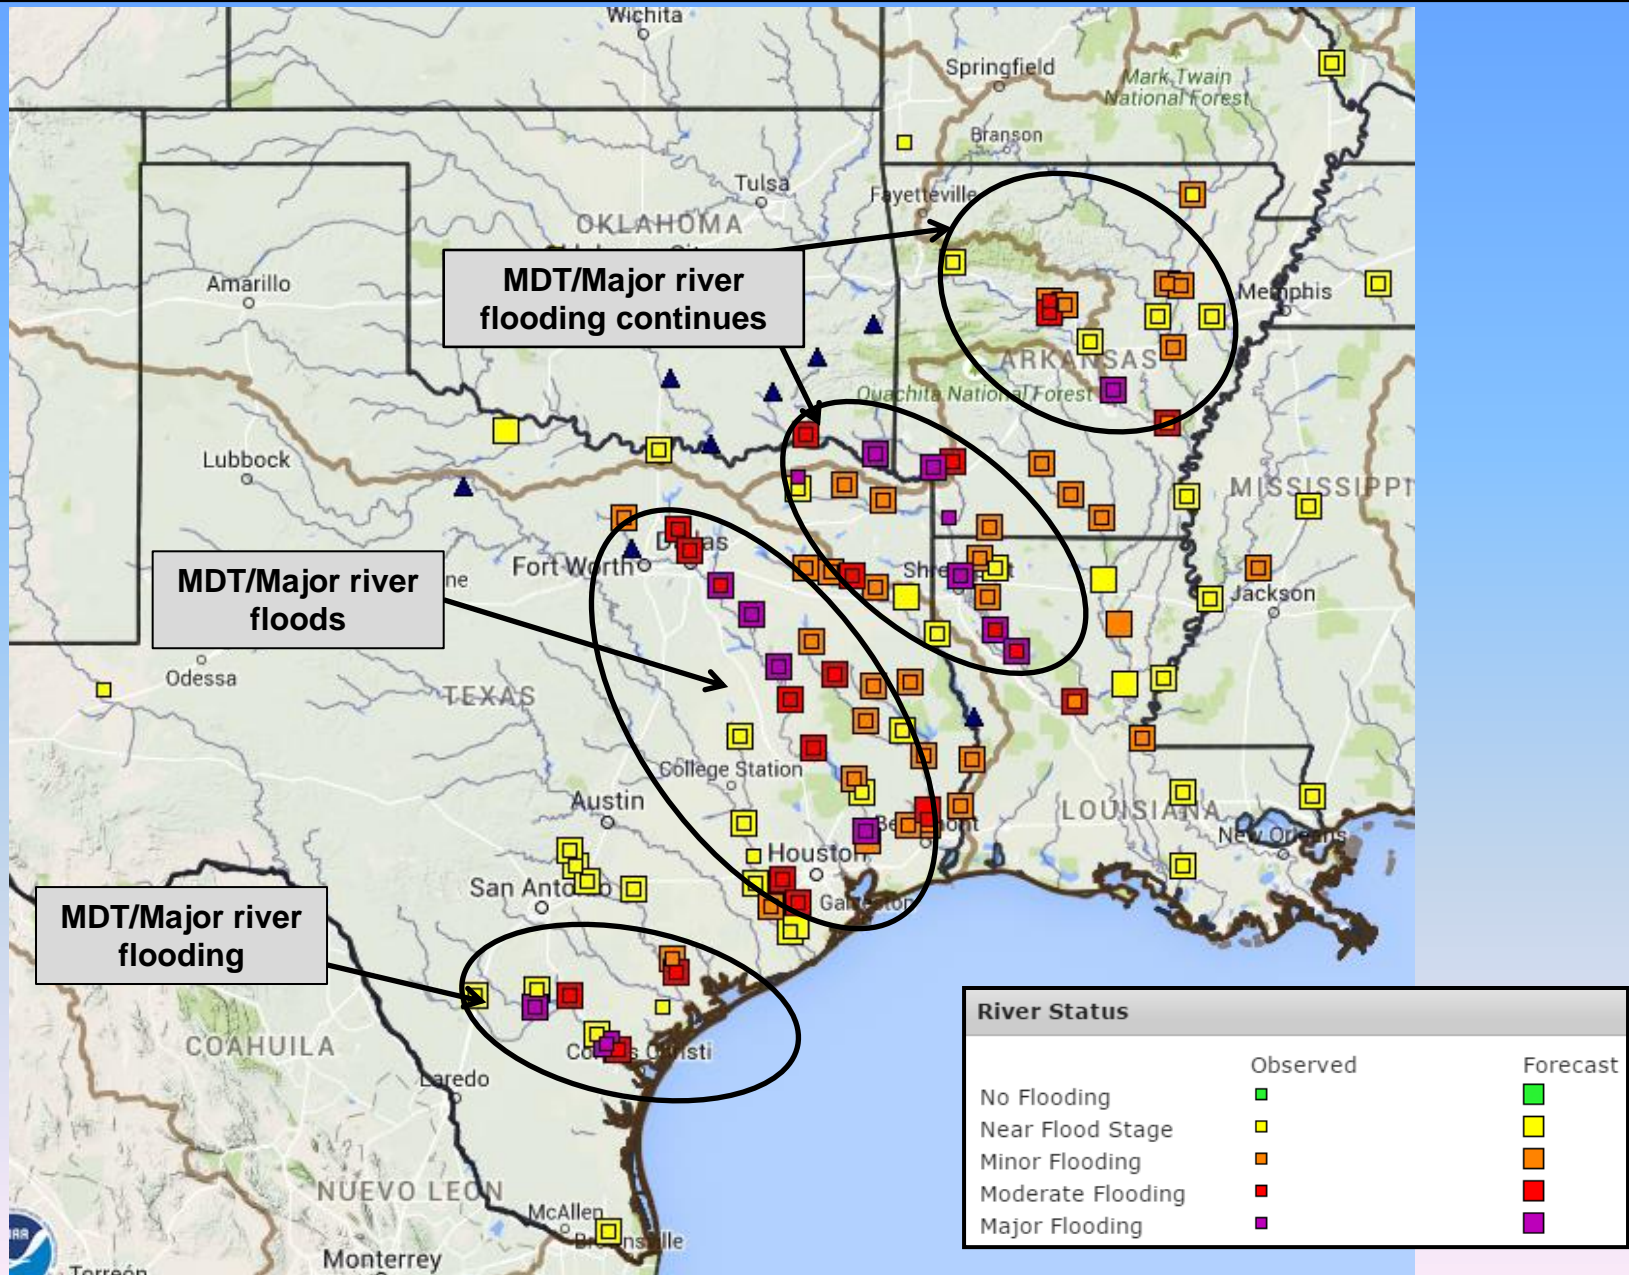 Wichita
Springfield
Mark Twain
National Forest
Branson
Tulsa
Fayetteville
OKLAHOMA
Amarillo
MDT/Major river
flooding continues
Memphis
ARKANSAS
Ouachita National Forest
Lubbock
MISSISSIPPI
Fort Worth
MDT/Major river
floods
Jackson
Odessa
TEXAS
College Station
Austin
LOUISIANA
New Orleans
Houston
San Antonio
Galveston
MDT/Major river
flooding
COAHUILA
Laredo
NUEVO LEON
McAllen
Monterrey
River Status
Observed Forecast
No Flooding
Near Flood Stage
Minor Flooding
Moderate Flooding
Major Flooding